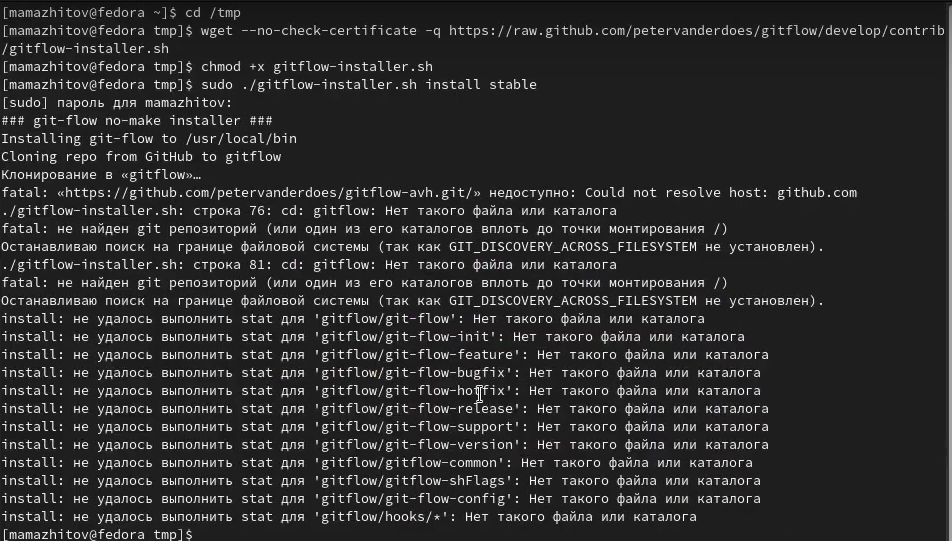 [mamazhitov@fedora ~]$ cd /tmp
[mamazhitov@fedora tmp]$ wget --no-check-certificate -q https://raw.github.com/petervanderdoes/gitflow/develop/contrib
/gitflow-installer.sh
[mamazhitov@fedora tmp]$ chmod +x gitflow-installer.sh
[mamazhitov@fedora tmp]$ sudo ./gitflow-installer.sh install stable
[sudo] пароль для mamazhitov:
### git-flow no-make installer ###
Installing git-flow to /usr/local/bin
Cloning repo from GitHub to gitflow
Клонирование в «gitflow»…
fatal: «https://github.com/petervanderdoes/gitflow-avh.git/» недоступно: Could not resolve host: github.com
./gitflow-installer.sh: строка 76: cd: gitflow: Нет такого файла или каталога
fatal: не найден git репозиторий (или один из его каталогов вплоть до точки монтирования /)
Останавливаю поиск на границе файловой системы (так как GIT_DISCOVERY_ACROSS_FILESYSTEM не установлен).
./gitflow-installer.sh: строка 81: cd: gitflow: Нет такого файла или каталога
fatal: не найден git репозиторий (или один из его каталогов вплоть до точки монтирования /)
Останавливаю поиск на границе файловой системы (так как GIT_DISCOVERY_ACROSS_FILESYSTEM не установлен).
install: не удалось выполнить stat для 'gitflow/git-flow': Нет такого файла или каталога
install: не удалось выполнить stat для 'gitflow/git-flow-init': Нет такого файла или каталога
install: не удалось выполнить stat для 'gitflow/git-flow-feature': Нет такого файла или каталога
install: не удалось выполнить stat для 'gitflow/git-flow-bugfix': Нет такого файла или каталога
install: не удалось выполнить stat для 'gitflow/git-flow-hotfix': Нет такого файла или каталога
install: не удалось выполнить stat для 'gitflow/git-flow-release': Нет такого файла или каталога
install: не удалось выполнить stat для 'gitflow/git-flow-support': Нет такого файла или каталога
install: не удалось выполнить stat для 'gitflow/git-flow-version': Нет такого файла или каталога
install: не удалось выполнить stat для 'gitflow/gitflow-common': Нет такого файла или каталога
install: не удалось выполнить stat для 'gitflow/gitflow-shFlags': Нет такого файла или каталога
install: не удалось выполнить stat для 'gitflow/git-flow-config': Нет такого файла или каталога
install: не удалось выполнить stat для 'gitflow/hooks/*': Нет такого файла или каталога
[mamazhitov@fedora tmp]$